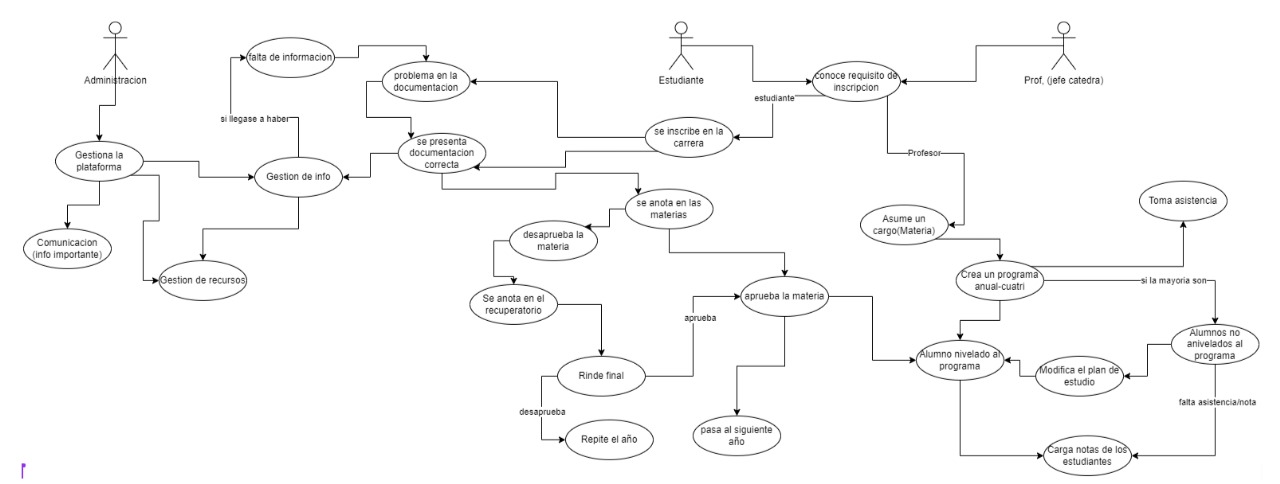 Administracion
Estudiante
Prof, (jefe catedra)
falta de informacion
problema en la
documentacion
conoce requisito de
inscripcion
estudiante
si llegase a haber
se inscribe en la
carrera
se presenta
documentacion
correcta
Gestiona la
plataforma
Gestion de info
Profesor
se anota en las
materias
Toma asistencia
Asume un
cargo(Materia)
desaprueba la
materia
Comunicacion
(info importante)
Gestion de recursos
Crea un programa
anual-cuatri
si la mayoria son
Se anota en el
recuperatorio
aprueba la materia
aprueba
Alumnos no
anivelados al
programa
Alumno nivelado al
programa
Rinde final
Modifica el plan de
estudio
falta asistencia/nota
desaprueba
Repite el año
pasa al siguiente
año
Carga notas de los
estudiantes